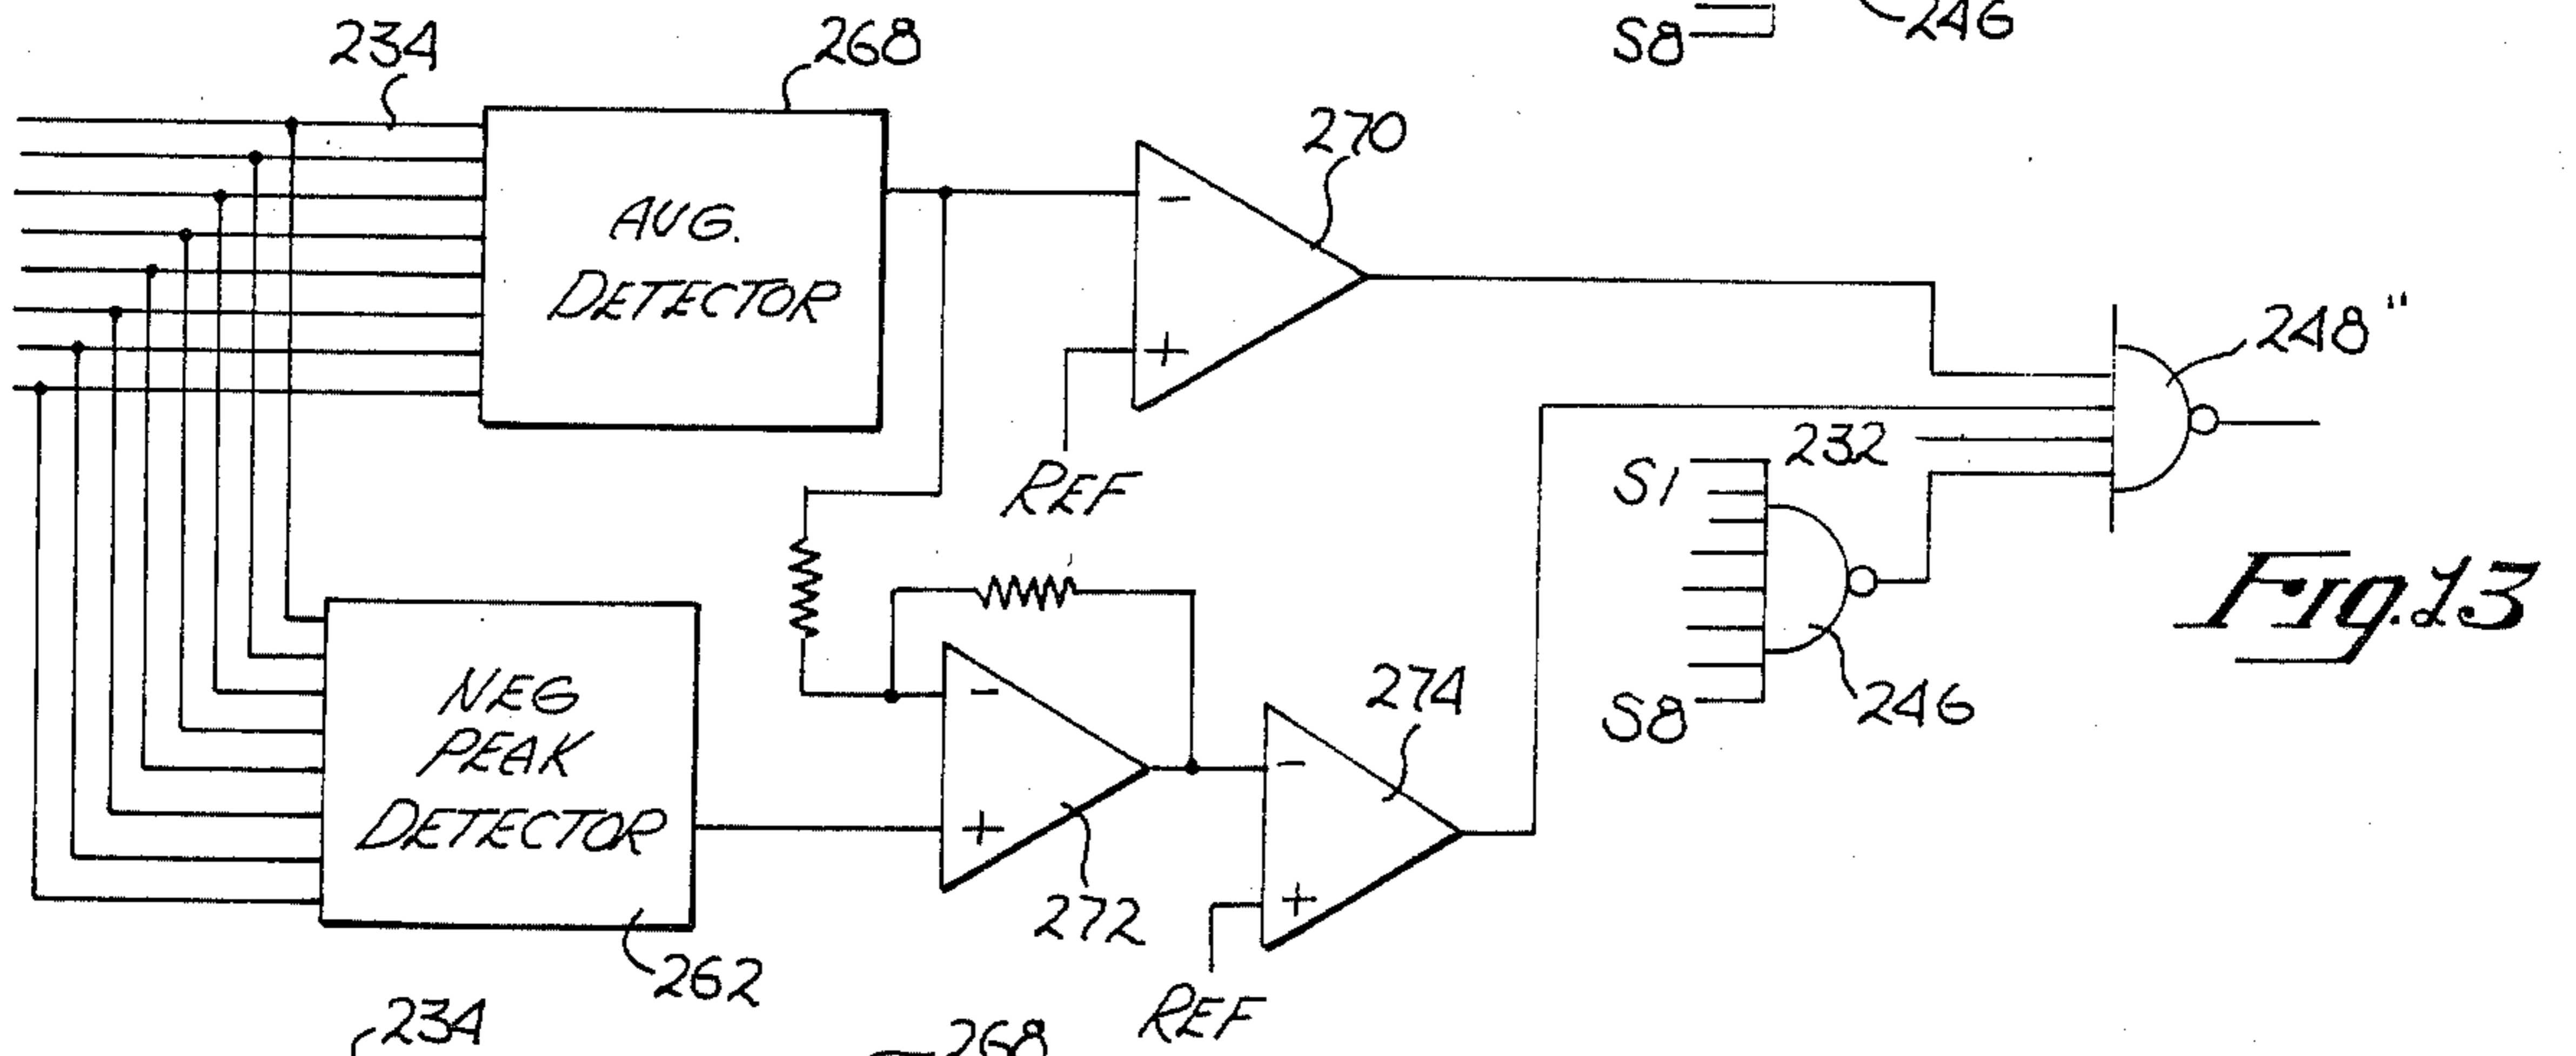 S8
246
234
268
270
AVG.
DETECTOR
-
+
REF
248"
232
S1
S8
246
Fig.13
NEG
PEAK
DETECTOR
-
+
272
274
-
+
REF
262
234
268